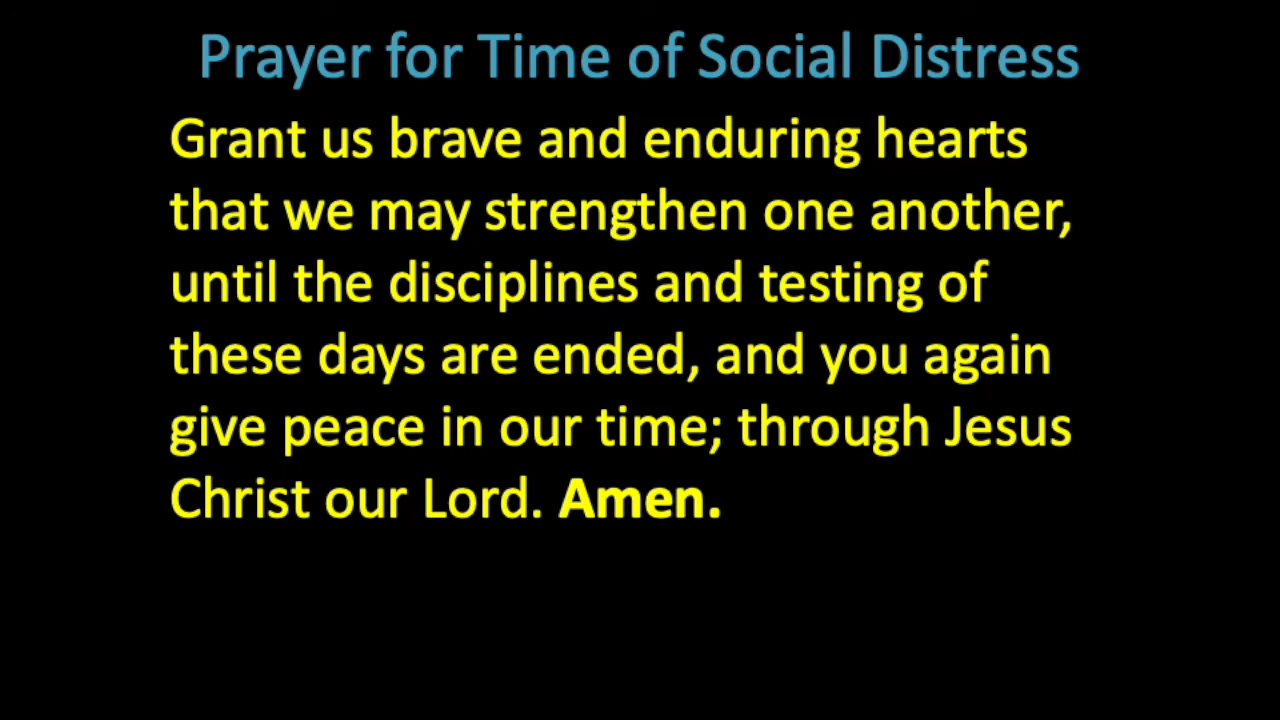 Prayer for Time of Social Distress
Grant us brave and enduring hearts
that we may strengthen one another,
until the disciplines and testing of
these days are ended, and you again
give peace in our time; through Jesus
Christ our Lord. Amen.